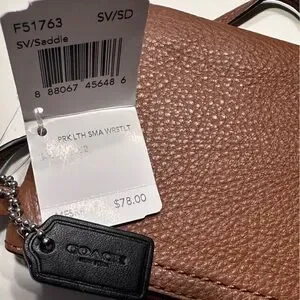 F51763 SV/SD
SV/Saddle
8 88067 45648 6
PRK LTH SMA WRSTLT
$78.00
COACH